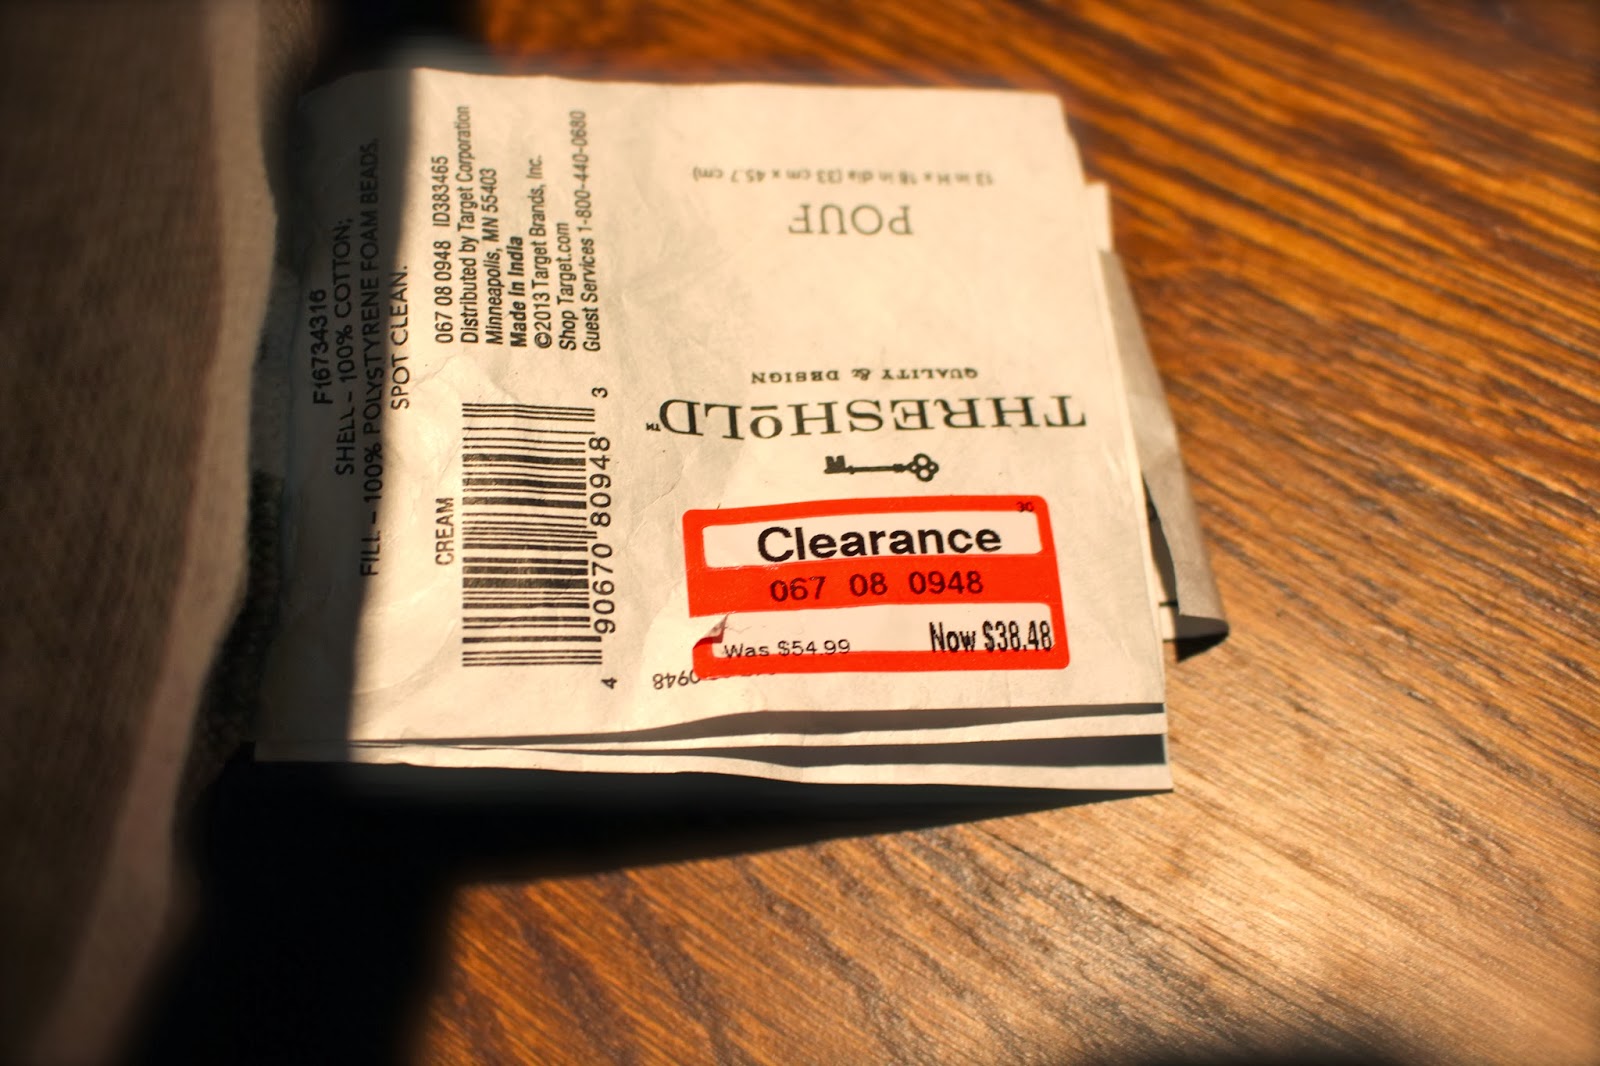 F16734316
SHELL – 100% COTTON;
FILL – 100% POLYSTYRENE FOAM BEADS.
SPOT CLEAN.
067 08 0948 ID383465
Distributed by Target Corporation
Minneapolis, MN 55403
Made in India
©2013 Target Brands, Inc.
Shop Target.com
Guest Services 1-800-440-0680
CREAM
4 90670 80948 3
THRESHOLD™
QUALITY & DESIGN
POUF
13 in H x 18 in dia (33 cm x 45.7 cm)
30
Clearance
067 08 0948
Was $54.99 Now $38.48
0948